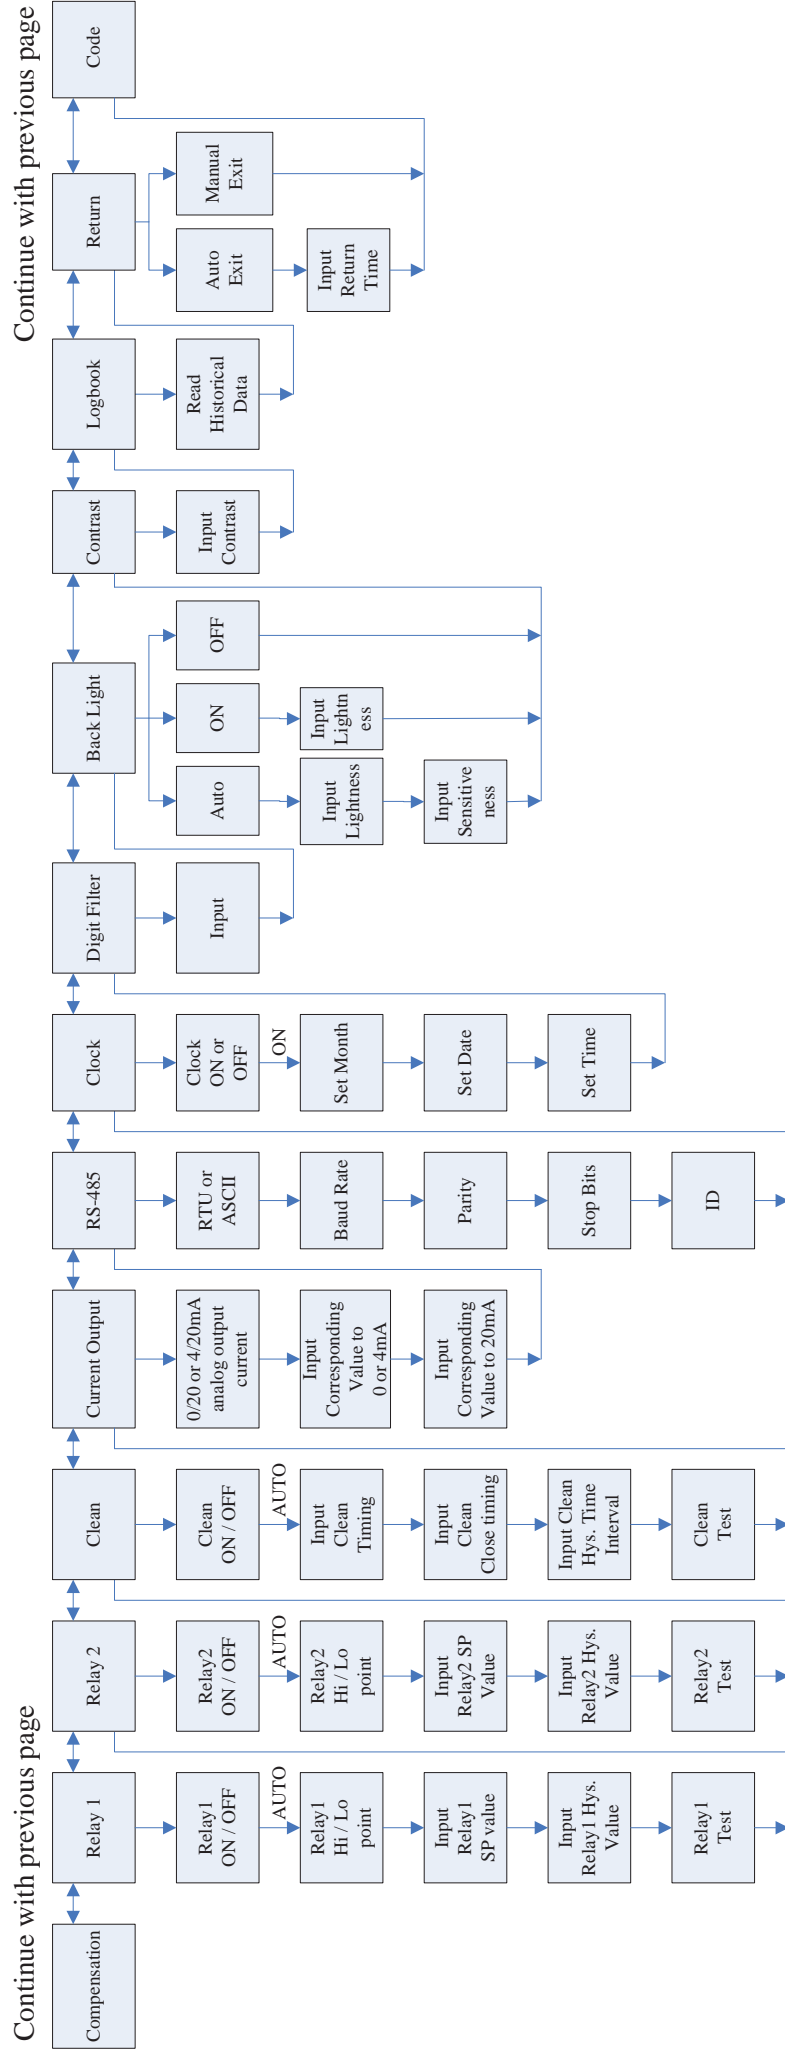 Continue with previous page
Continue with previous page
Compensation
Relay 1
Relay 2
Clean
Current Output
RS-485
Clock
Digit Filter
Back Light
Contrast
Logbook
Return
Code
Relay1
ON / OFF
AUTO
Relay1
Hi / Lo
point
Input
Relay1
SP value
Input
Relay1 Hys.
Value
Relay1
Test
Relay2
ON / OFF
AUTO
Relay2
Hi / Lo
point
Input
Relay2 SP
Value
Input
Relay2 Hys.
Value
Relay2
Test
Clean
ON / OFF
AUTO
Input
Clean
Timing
Input
Clean
Close timing
Input Clean
Hys. Time
Interval
Clean
Test
0/20 or 4/20mA
analog output
current
Input
Corresponding
Value to
0 or 4mA
Input
Corresponding
Value to 20mA
RTU or
ASCII
Baud Rate
Parity
Stop Bits
ID
Clock
ON or
OFF
ON
Set Month
Set Date
Set Time
Input
Auto
Input
Lightness
Input
Sensitive
ness
ON
Input
Lightn
ess
OFF
Input
Contrast
Read
Historical
Data
Auto
Exit
Input
Return
Time
Manual
Exit